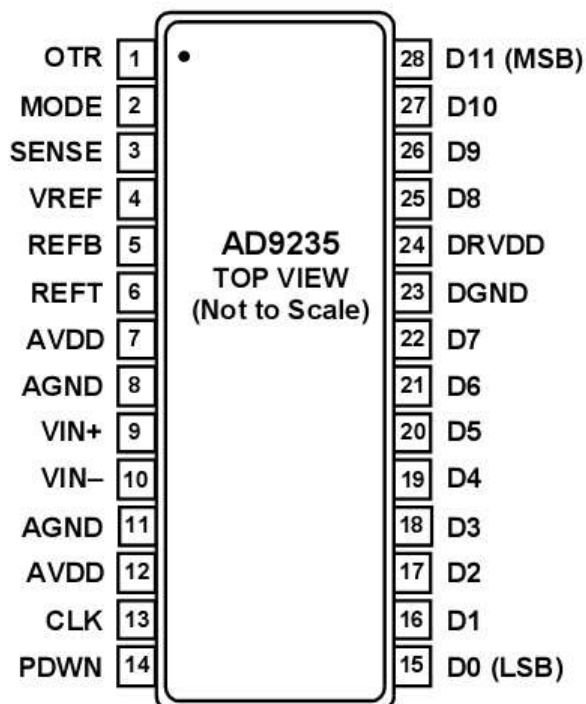 OTR 1 28 D11 (MSB)
MODE 2 27 D10
SENSE 3 26 D9
VREF 4 25 D8
REFB 5 AD9235 24 DRVDD
TOP VIEW
REFT 6 (Not to Scale) 23 DGND
AVDD 7 22 D7
AGND 8 21 D6
VIN+ 9 20 D5
VIN– 10 19 D4
AGND 11 18 D3
AVDD 12 17 D2
CLK 13 16 D1
PDWN 14 15 D0 (LSB)